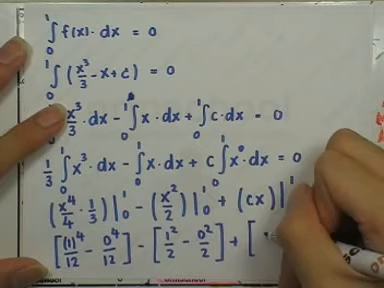 ∫₀¹ f(x)·dx = 0
∫₀¹ (x³/3 - x + c) = 0
∫₀¹ x³/3 ·dx - ∫₀¹ x·dx + ∫₀¹ c·dx = 0
1/3 ∫₀¹ x³·dx - ∫₀¹ x·dx + c ∫₀¹ x⁰·dx = 0
(x⁴/4 · 1/3)|₀¹ - (x²/2)|₀¹ + (cx)|¹
[(1)⁴/12 - 0⁴/12] - [1²/2 - 0²/2] + [